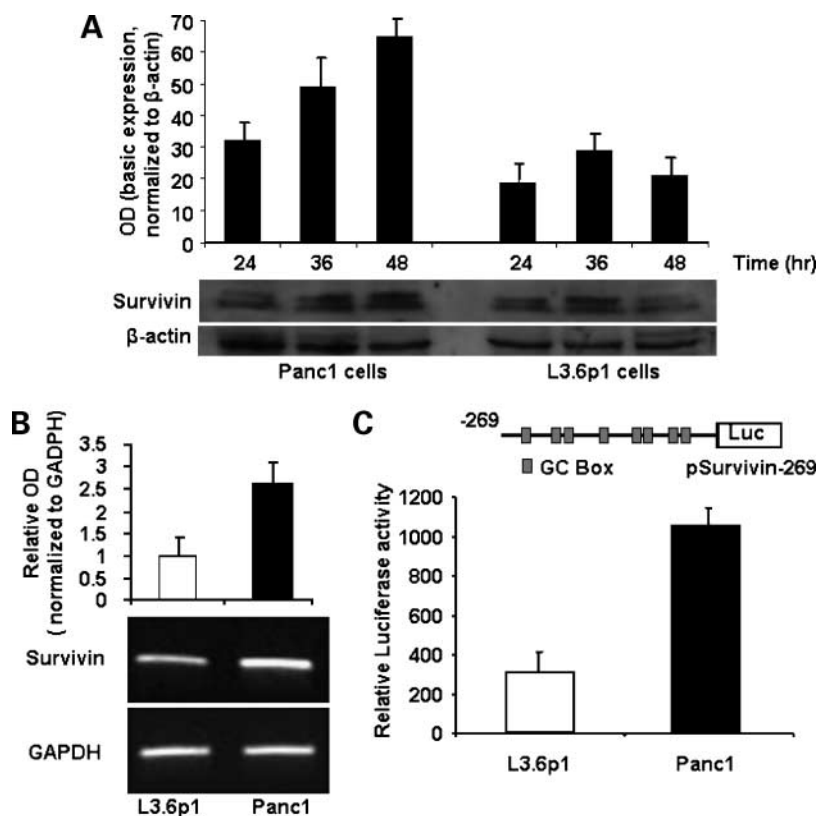 A
OD (basic expression,
normalized to β-actin)
70
60
50
40
30
20
10
0
24 36 48 24 36 48 Time (hr)
Survivin
β-actin
Panc1 cells L3.6p1 cells
B
Relative OD
( normalized to GADPH)
3.5
3
2.5
2
1.5
1
0.5
0
Survivin
GAPDH
L3.6p1 Panc1
C
-269 Luc
GC Box pSurvivin-269
Relative Luciferase activity
1200
1000
800
600
400
200
0
L3.6p1 Panc1